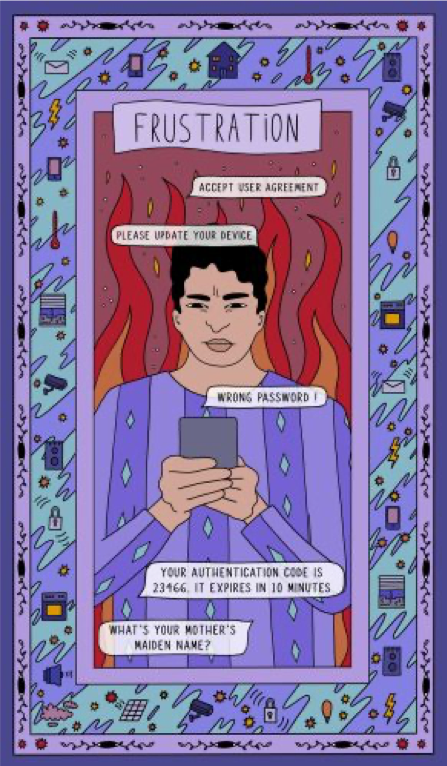 FRUSTRATION
ACCEPT USER AGREEMENT
PLEASE UPDATE YOUR DEVICE
WRONG PASSWORD !
YOUR AUTHENTICATION CODE IS
23466. IT EXPIRES IN 10 MINUTES
WHAT'S YOUR MOTHER'S
MAIDEN NAME?